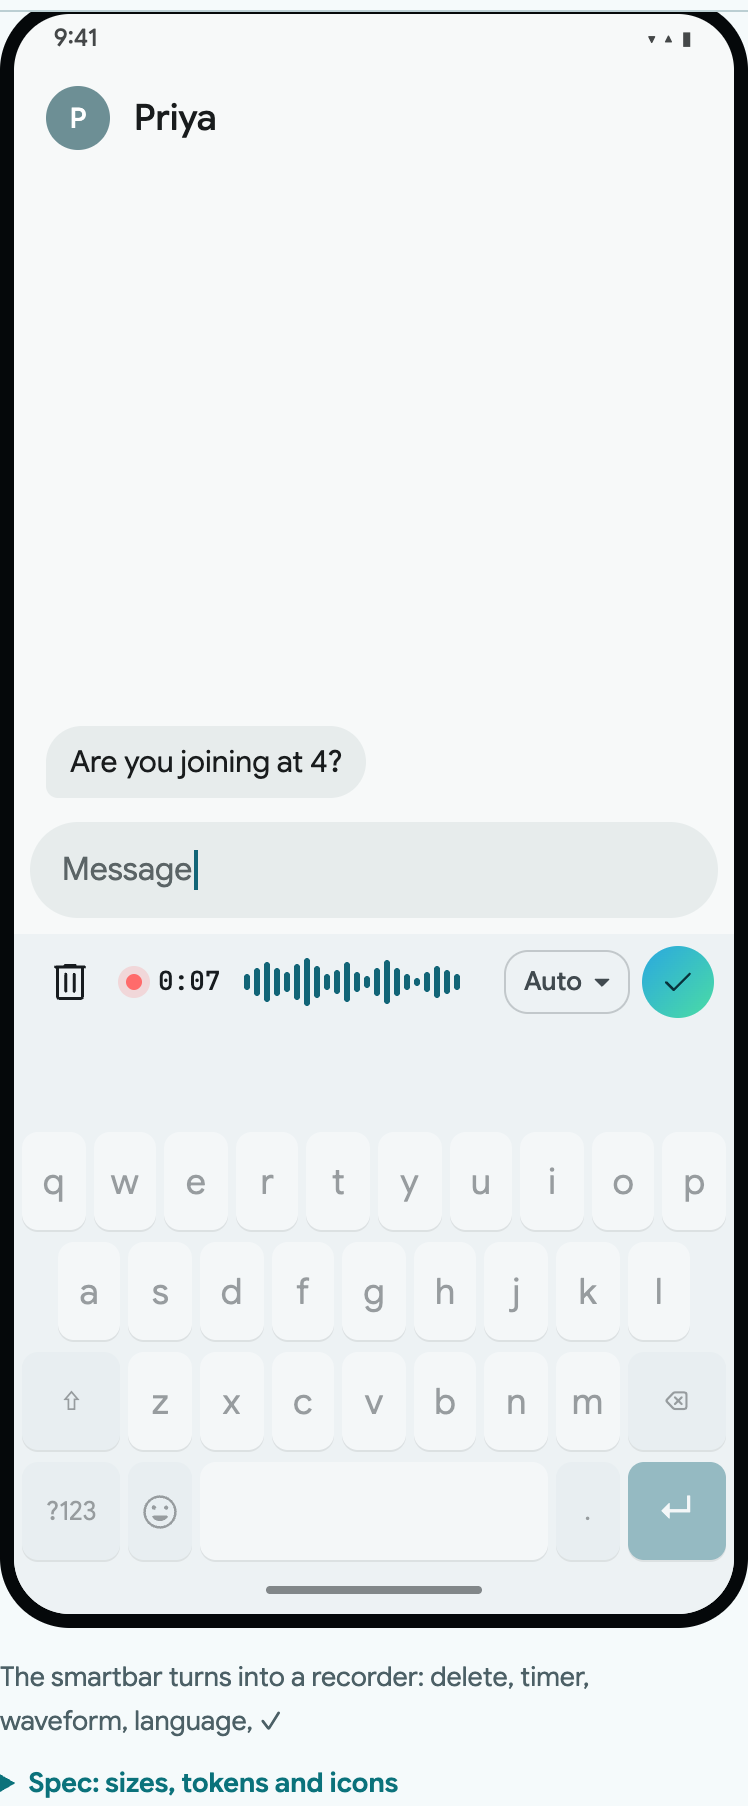 9:41
P Priya
Are you joining at 4?
Message
0:07 Auto
q w e r t y u i o p
a s d f g h j k l
z x c v b n m
?123 .
The smartbar turns into a recorder: delete, timer,
waveform, language, ✓
Spec: sizes, tokens and icons